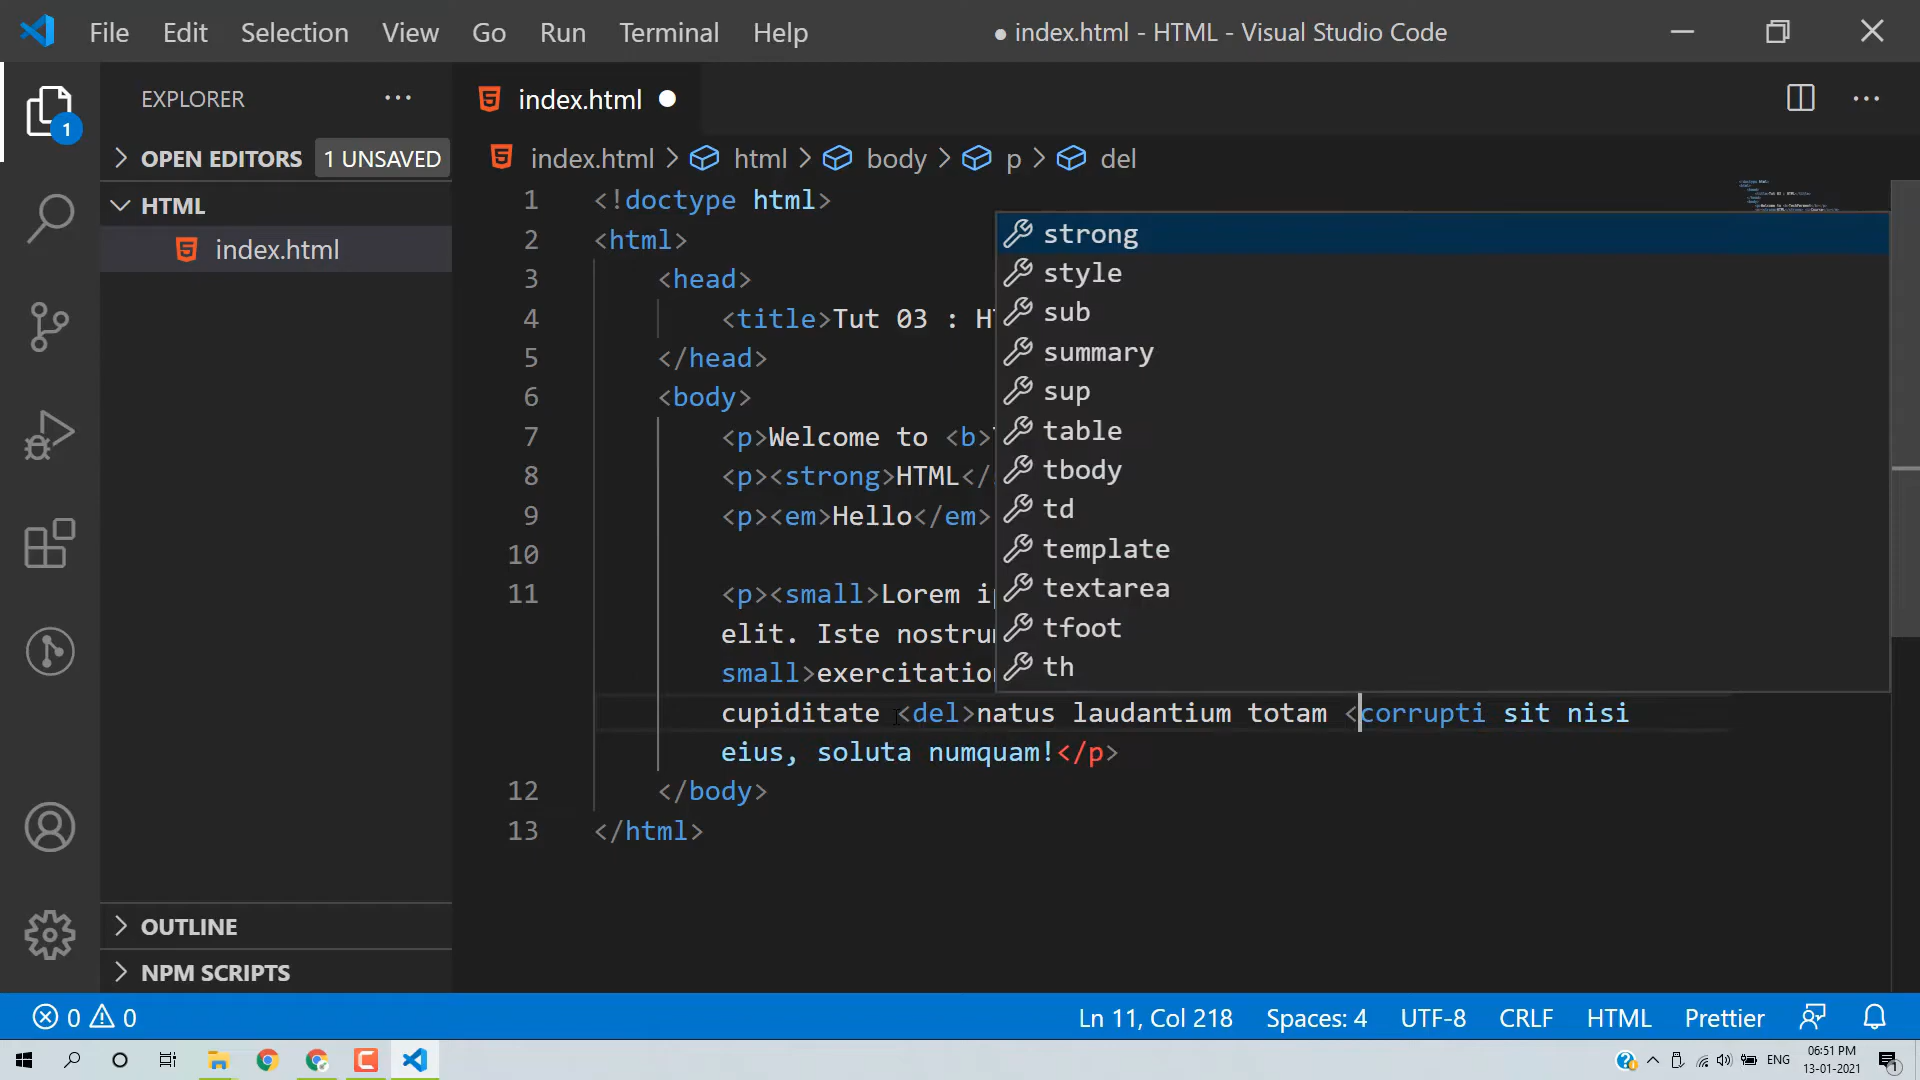 File Edit Selection View Go Run Terminal Help
● index.html - HTML - Visual Studio Code
EXPLORER
1
OPEN EDITORS 1 UNSAVED
HTML
index.html
OUTLINE
NPM SCRIPTS
index.html
index.html > html > body > p > del
1 <!doctype html>
2 <html>
3 <head>
4 <title>Tut 03 : H
5 </head>
6 <body>
7 <p>Welcome to <b>
8 <p><strong>HTML</
9 <p><em>Hello</em>
10
11 <p><small>Lorem i
elit. Iste nostru
small>exercitatio
cupiditate <del>natus laudantium totam <corrupti sit nisi
eius, soluta numquam!</p>
12 </body>
13 </html>
strong
style
sub
summary
sup
table
tbody
td
template
textarea
tfoot
th
0 0
Ln 11, Col 218 Spaces: 4 UTF-8 CRLF HTML Prettier
ENG
06:51 PM
13-01-2021
1